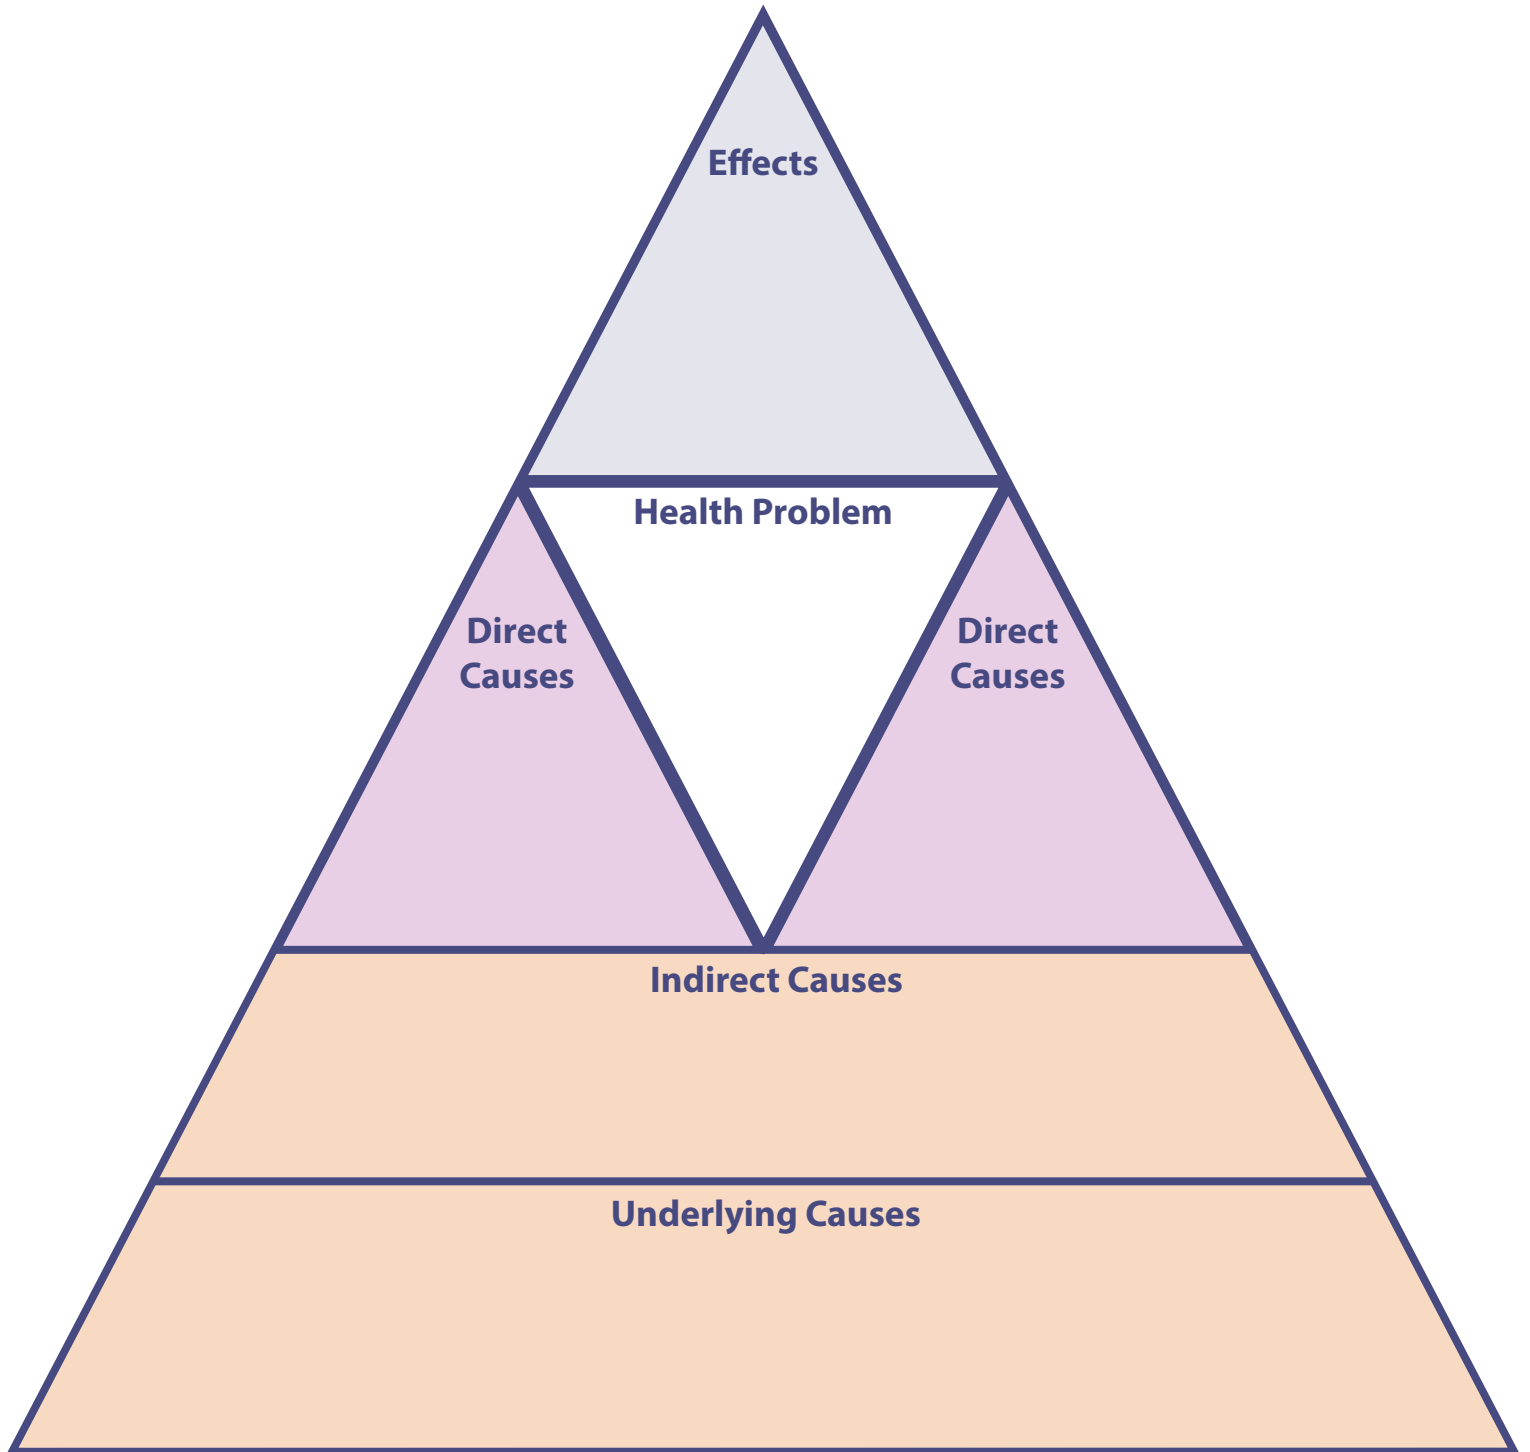 Effects
Health Problem
Direct
Causes
Direct
Causes
Indirect Causes
Underlying Causes